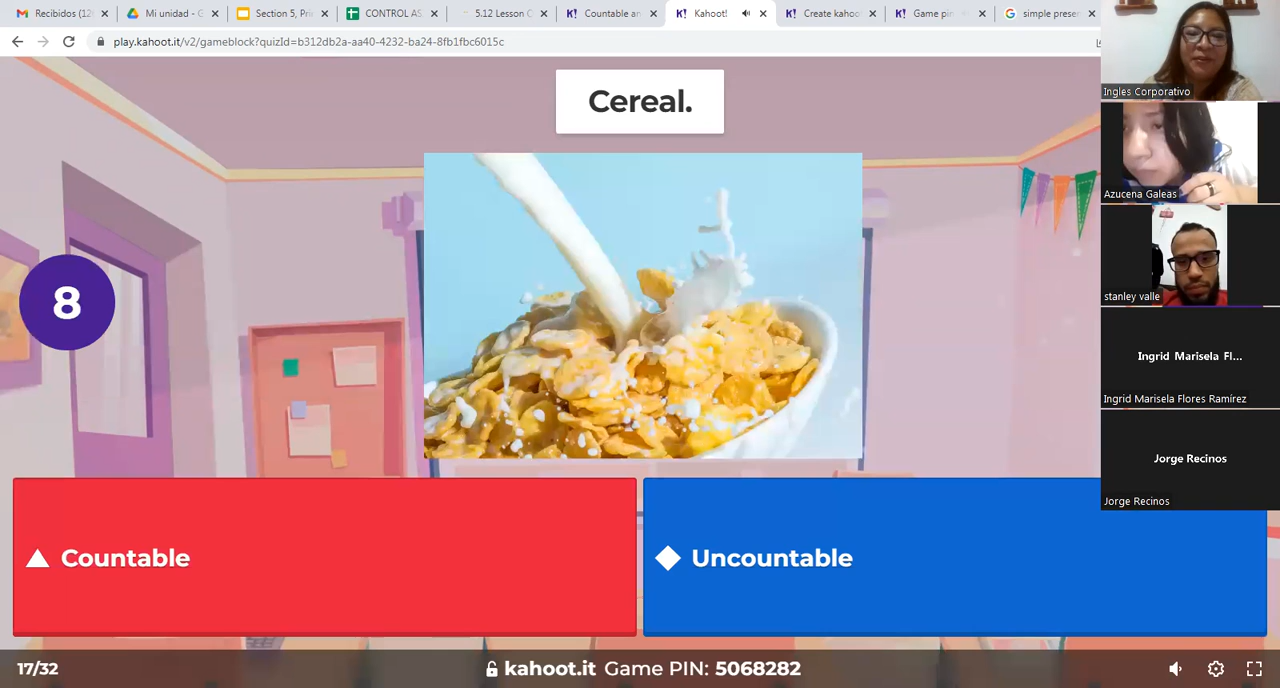 Recibidos (12
Mi unidad - G
Section 5, Pri
CONTROL AS
5.12 Lesson C
Countable an
Kahoot!
Create kahoo
Game pin
simple prese
play.kahoot.it/v2/gameblock?quizId=b312db2a-aa40-4232-ba24-8fb1fbc6015c
Cereal.
8
Ingles Corporativo
Azucena Galeas
stanley valle
Ingrid Marisela Fl...
Ingrid Marisela Flores Ramírez
Jorge Recinos
Jorge Recinos
Countable
Uncountable
17/32
kahoot.it Game PIN: 5068282